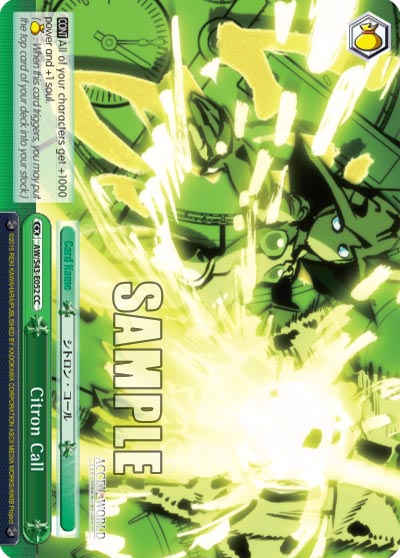 [CONT] All of your characters get +1000
power and +1 soul.
( : When this card triggers, you may put
the top card of your deck into your stock.)
CC AW/S43-E052 CC
Card Name
シトロン・コール
Citron Call
©2015 REKI KAWAHARA/PUBLISHED BY KADOKAWA CORPORATION ASCII MEDIA WORKS/AWIB Project
SAMPLE
ACCEL WORLD